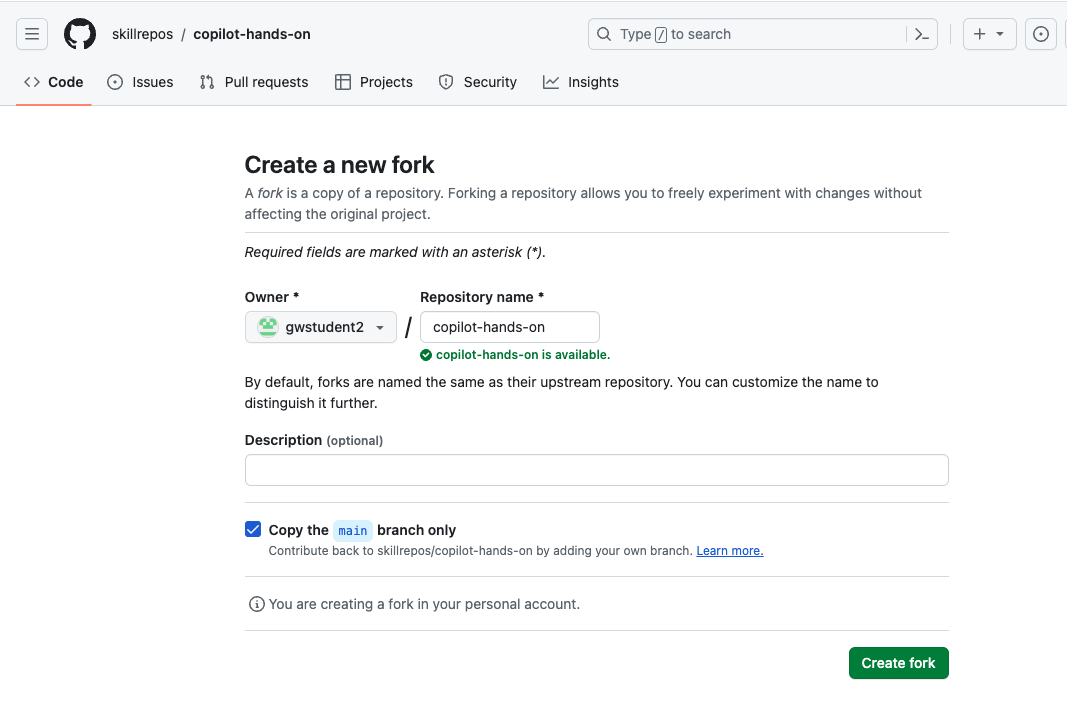 skillrepos / copilot-hands-on
Type / to search
Code Issues Pull requests Projects Security Insights
Create a new fork
A fork is a copy of a repository. Forking a repository allows you to freely experiment with changes without
affecting the original project.
Required fields are marked with an asterisk (*).
Owner * Repository name *
gwstudent2 / copilot-hands-on
copilot-hands-on is available.
By default, forks are named the same as their upstream repository. You can customize the name to
distinguish it further.
Description (optional)
Copy the main branch only
Contribute back to skillrepos/copilot-hands-on by adding your own branch. Learn more.
You are creating a fork in your personal account.
Create fork